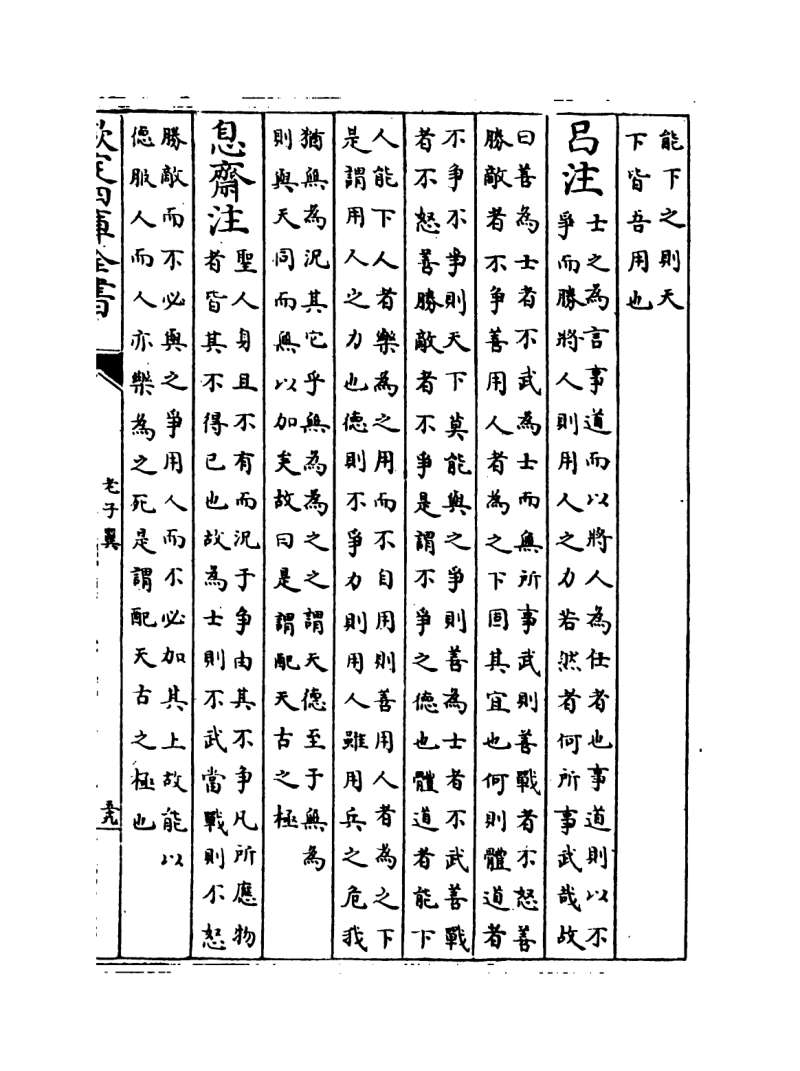 能下之則天
下皆吾用也
呂注
士之為言事道而以將人為仕者也事道則以不
爭而勝將人則用人之力若然者何所事武哉故
曰善為士者不武為士而無所事武則善戰者不怒善
勝敵者不爭善用人者為之下固其宜也何則體道者
不爭不爭則天下莫能與之爭則善為士者不武善戰
者不怒善勝敵者不爭是謂不爭之德也體道者能下
人能下人者樂為之用而不自用則善用人者為之下
是謂用人之力也德則不爭力則用人雖用兵之危我
猶無為況其它乎無為為之之謂天德至于無為
則與天同而無以加矣故曰是謂配天古之極
息齋注
聖人身且不有而況于争由其不争凡所應物
者皆其不得已也故為士則不武當戰則不怒
勝敵而不必與之爭用人而不必加其上故能以
德服人而人亦樂為之死是謂配天古之極也
欽定四庫全書
老子翼